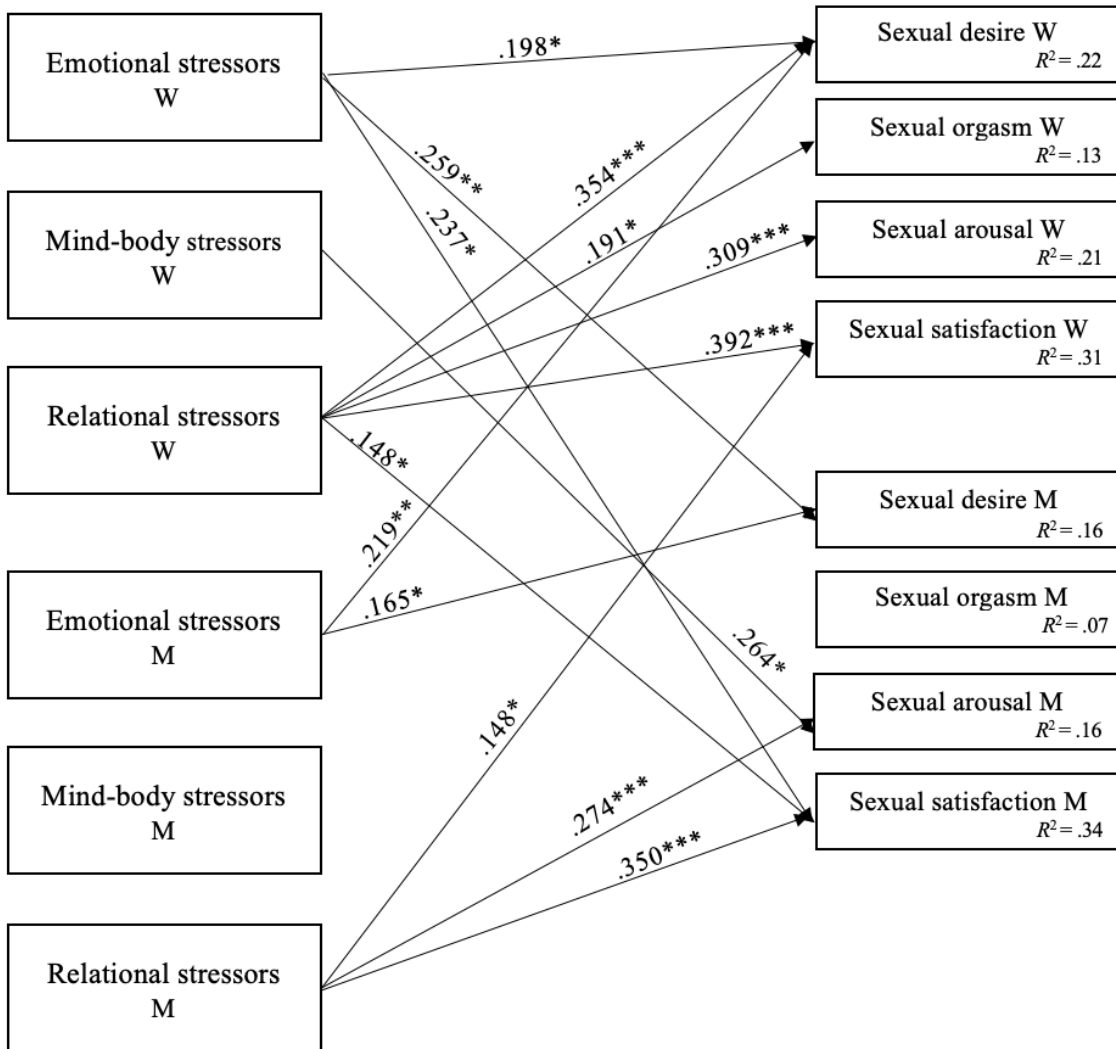 Emotional stressors
W
Mind-body stressors
W
Relational stressors
W
Emotional stressors
M
Mind-body stressors
M
Relational stressors
M
.198*
.259**
.237*
.354***
.191*
.309***
.392***
.148*
.219**
.165*
.264*
.148*
.274***
.350***
Sexual desire W
R² = .22
Sexual orgasm W
R² = .13
Sexual arousal W
R² = .21
Sexual satisfaction W
R² = .31
Sexual desire M
R² = .16
Sexual orgasm M
R² = .07
Sexual arousal M
R² = .16
Sexual satisfaction M
R² = .34